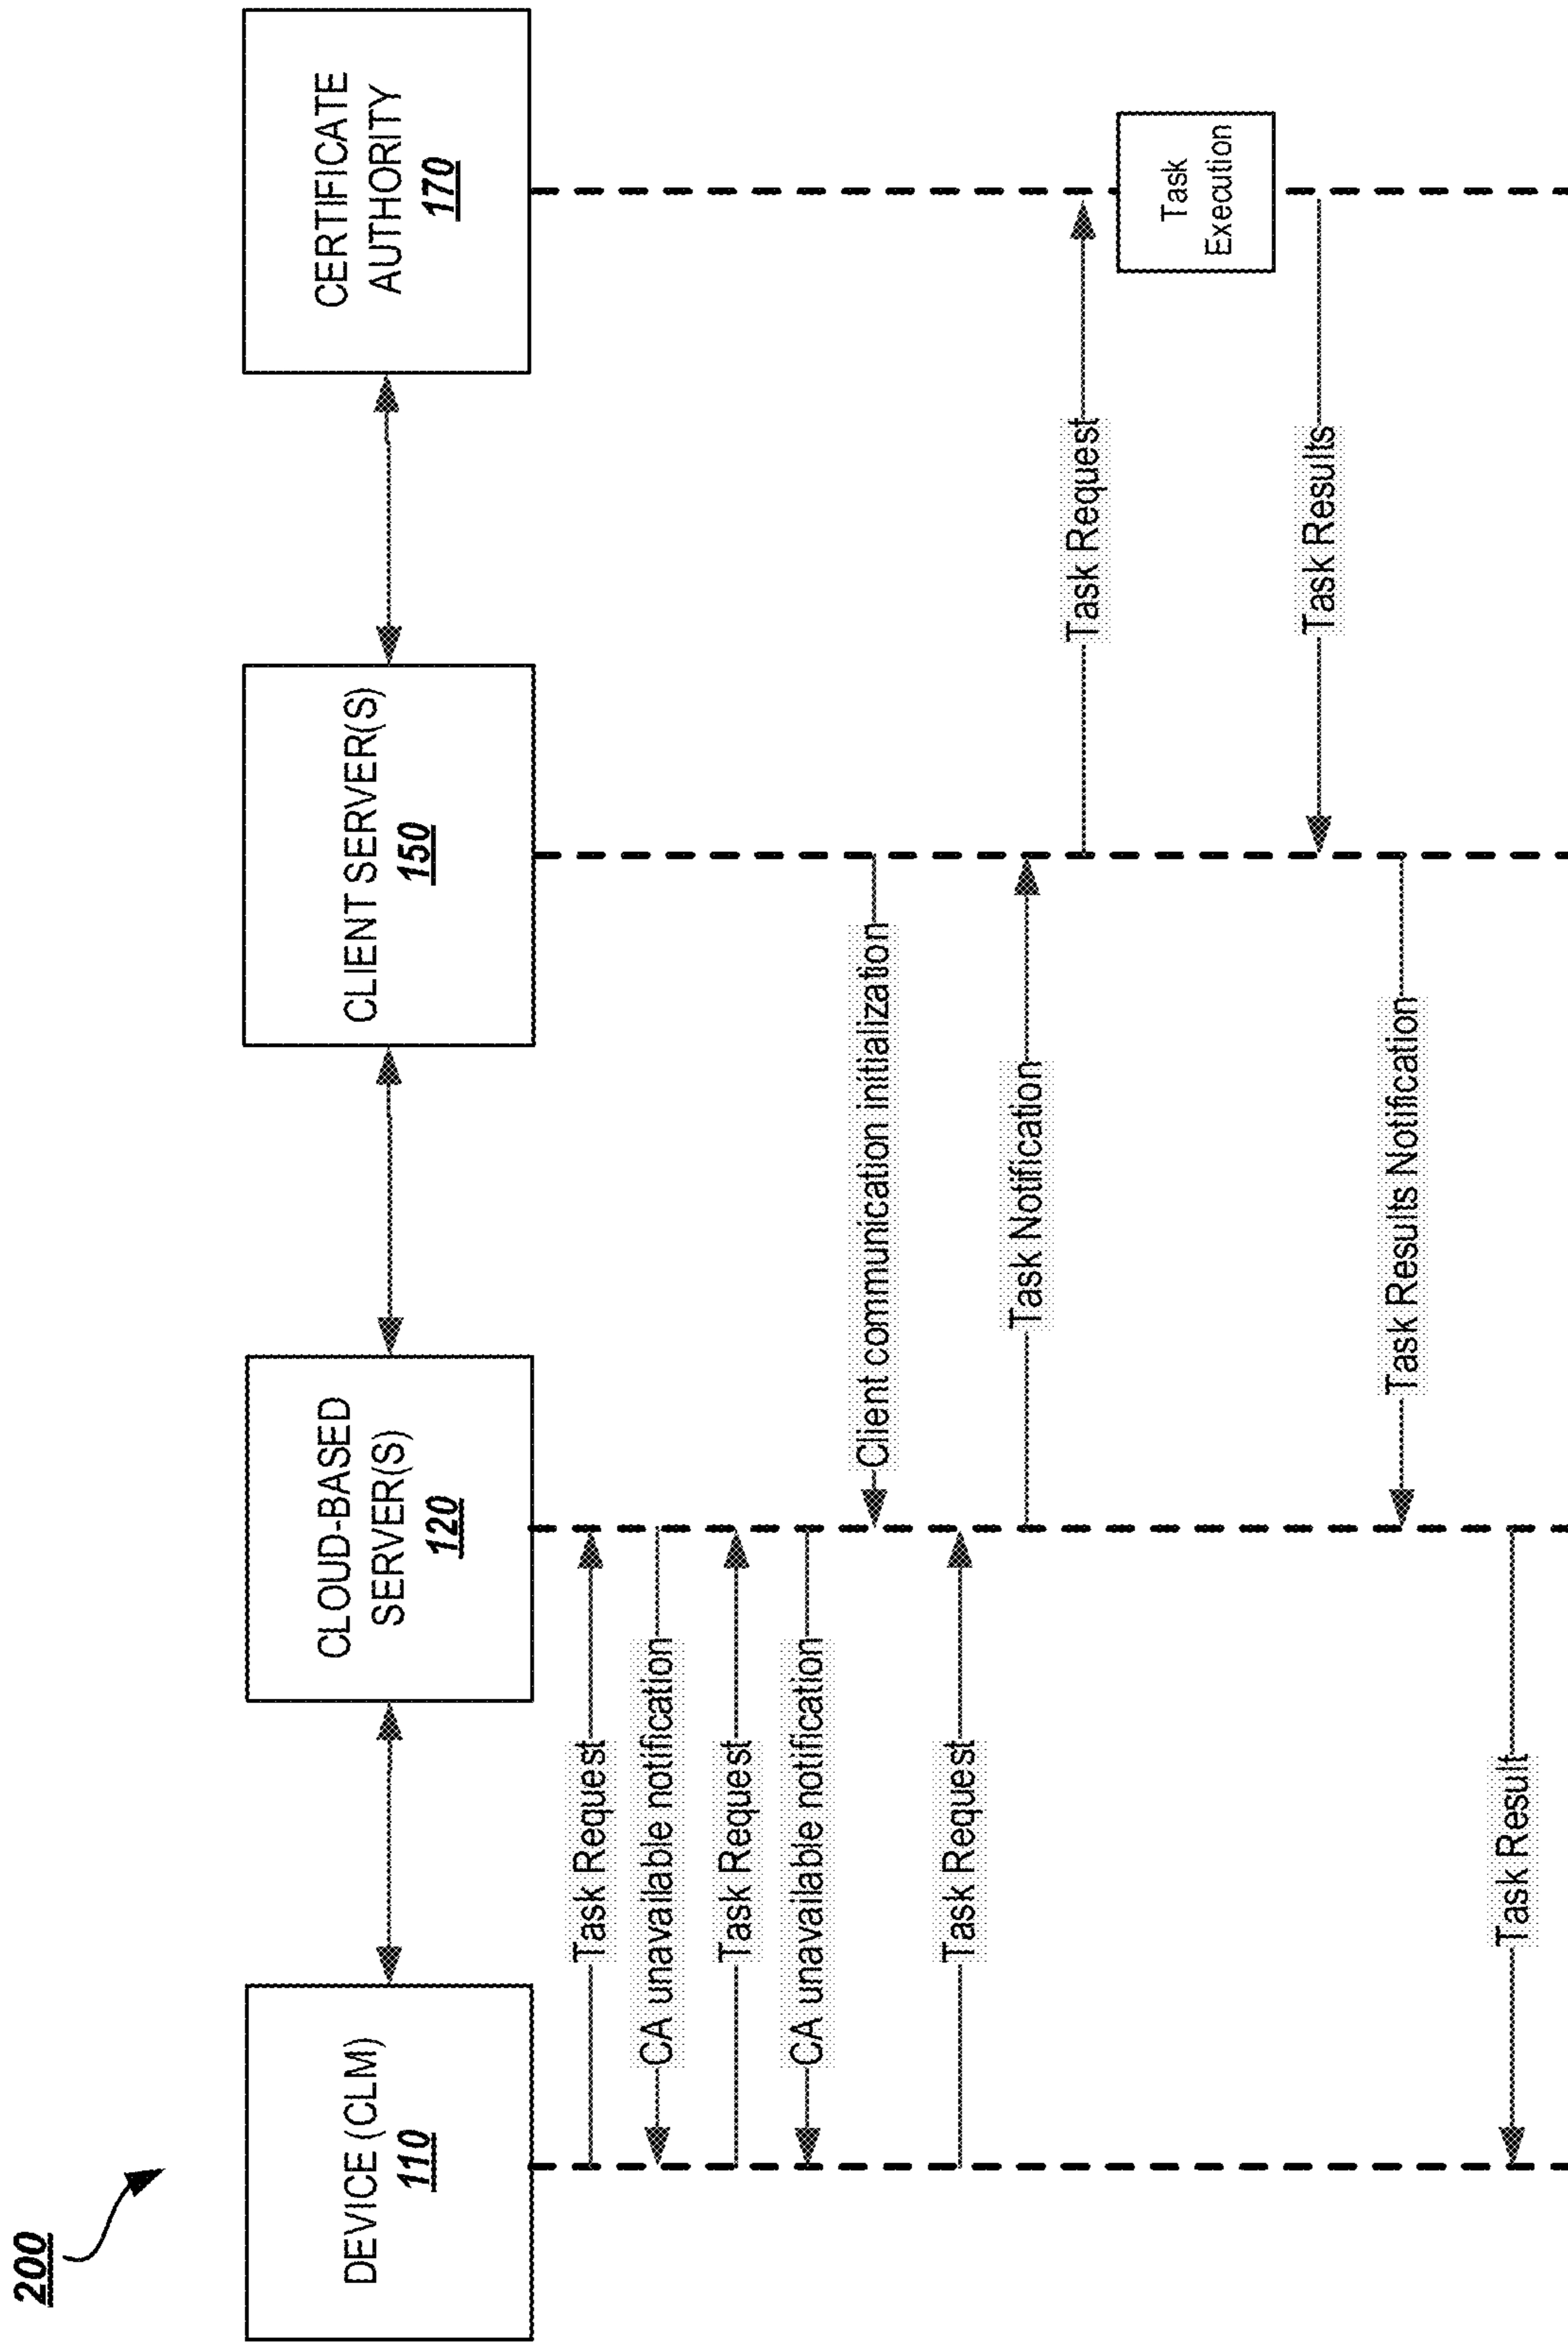 200
DEVICE (CLM)
110
CLOUD-BASED
SERVER(S)
120
CLIENT SERVER(S)
150
CERTIFICATE
AUTHORITY
170
Task Request
CA unavailable notification
Task Request
CA unavailable notification
Client communication initialization
Task Request
Task Notification
Task Request
Task
Execution
Task Results
Task Results Notification
Task Result